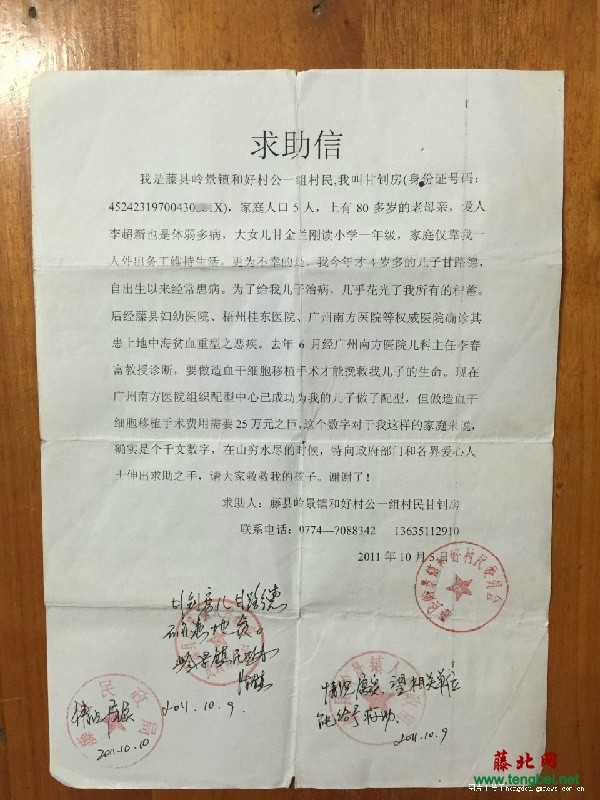 求助信
我是藤县岭景镇和好村公一组村民,我叫甘钊房(身份证号码:
45242319700430 1X),家庭人口5人,上有80多岁的老母亲,爱人
李超新也是体弱多病,大女儿甘金兰刚读小学一年级,家庭仅靠我一
人外出务工维持生活。更为不幸的是,我今年才4岁多的儿子甘路德,
自出生以来经常患病。为了给我儿子治病,几乎花光了我所有的积蓄。
后经藤县妇幼医院、梧州桂东医院、广州南方医院等权威医院确诊其
患上地中海贫血重型之恶疾。去年6月经广州南方医院儿科主任李春
富教授诊断,要做造血干细胞移植手术才能挽救我儿子的生命。现在
广州南方医院组织配型中心已成功为我的儿子做了配型,但做造血干
细胞移植手术费用需要25万元之巨,这个数字对于我这样的家庭来说,
确实是个千文数字,在山穷水尽的时候,特向政府部门和各界爱心人
士伸出求助之手,请大家救救我的孩子。谢谢了!
求助人:藤县岭景镇和好村公一组村民甘钊房
联系电话:0774—7088342 13635112910
2011年10月5日
甘钊房儿甘路德
确患地贫。
岭景镇民政办
2011.10.9
情况属实
2011.10.10
情况属实,望相关单位
能给予帮助。
2011.10.9
藤北网
www.tengbei.net